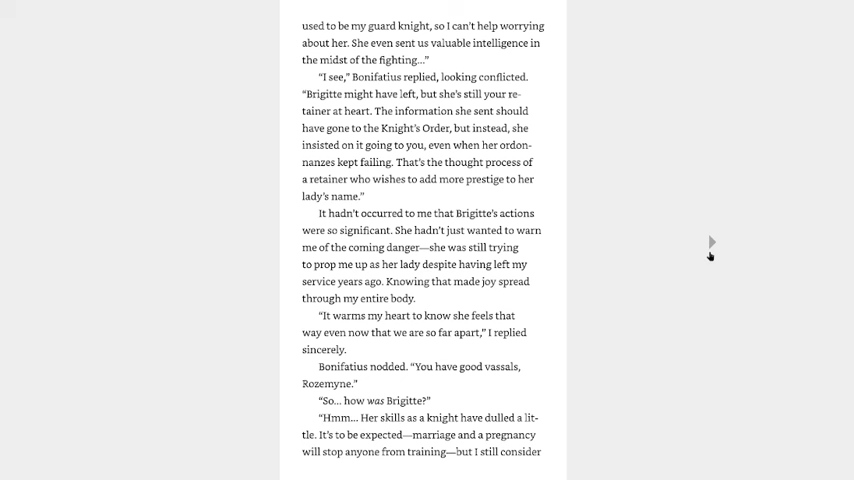 used to be my guard knight, so I can't help worrying
about her. She even sent us valuable intelligence in
the midst of the fighting...”
“I see,” Bonifatius replied, looking conflicted.
“Brigitte might have left, but she's still your re-
tainer at heart. The information she sent should
have gone to the Knight's Order, but instead, she
insisted on it going to you, even when her ordon-
nanzes kept failing. That's the thought process of
a retainer who wishes to add more prestige to her
lady's name.”
It hadn't occurred to me that Brigitte's actions
were so significant. She hadn't just wanted to warn
me of the coming danger—she was still trying
to prop me up as her lady despite having left my
service years ago. Knowing that made joy spread
through my entire body.
“It warms my heart to know she feels that
way even now that we are so far apart,” I replied
sincerely.
Bonifatius nodded. “You have good vassals,
Rozemyne.”
“So... how was Brigitte?”
“Hmm... Her skills as a knight have dulled a lit-
tle. It's to be expected—marriage and a pregnancy
will stop anyone from training—but I still consider